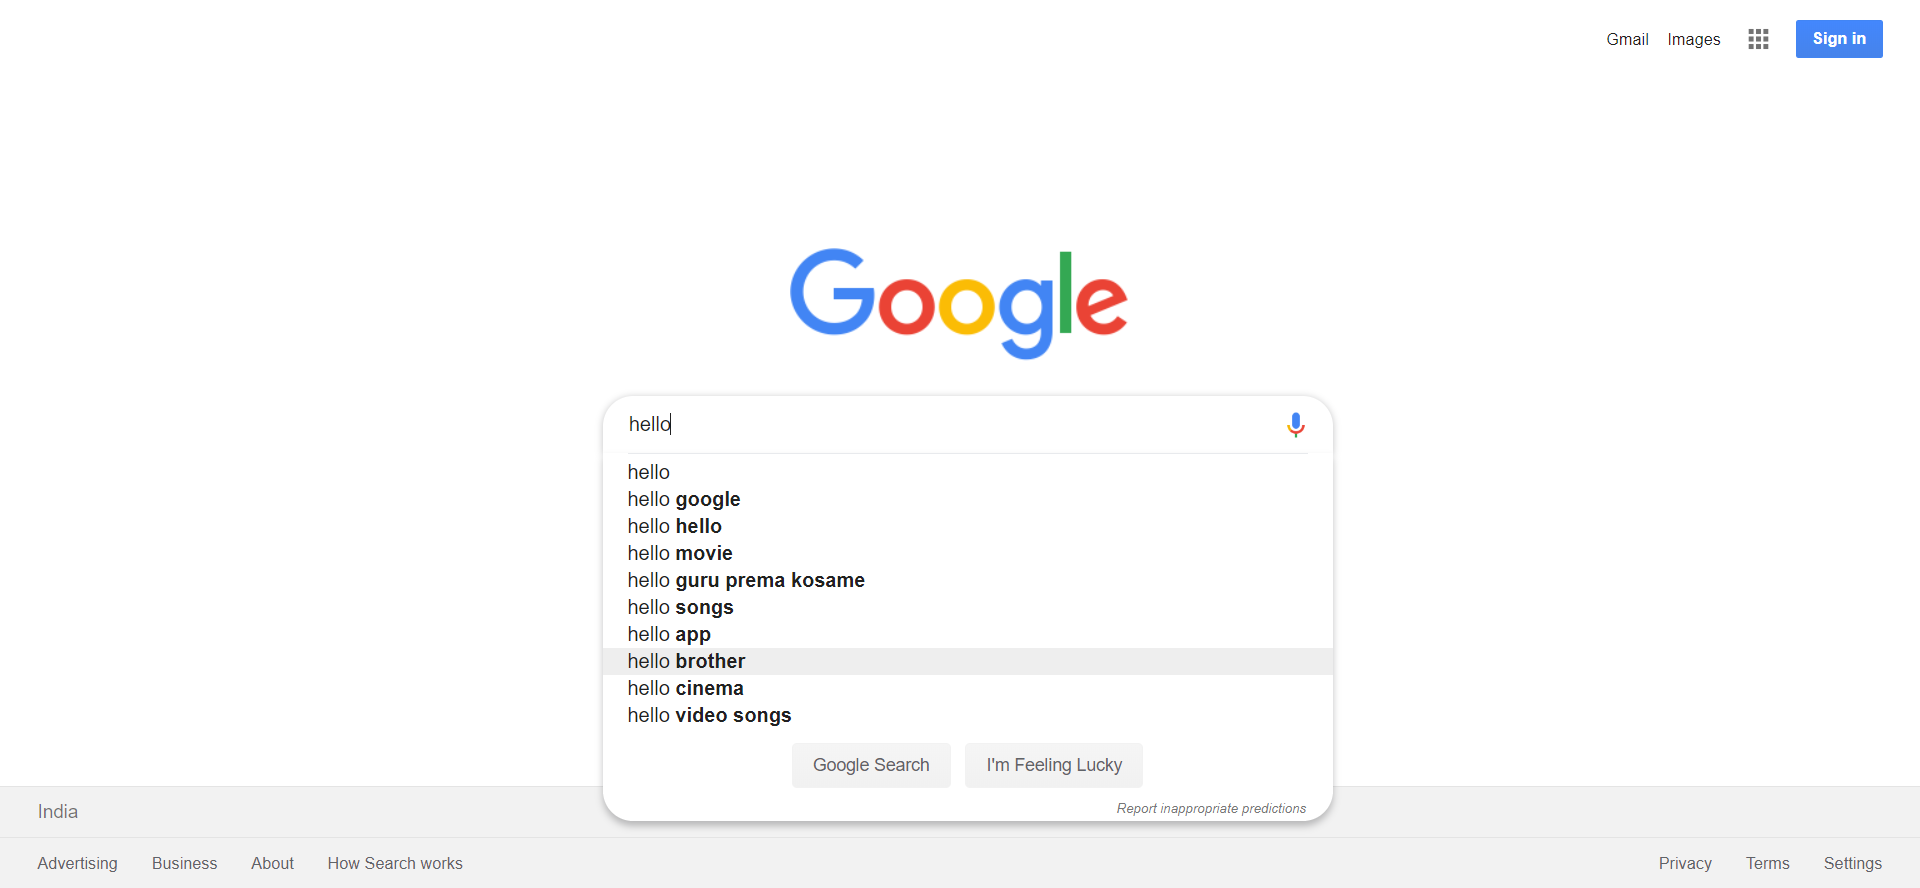 Gmail Images Sign in
Google
hello
hello
hello google
hello hello
hello movie
hello guru prema kosame
hello songs
hello app
hello brother
hello cinema
hello video songs
Google Search I'm Feeling Lucky
Report inappropriate predictions
India
Advertising Business About How Search works Privacy Terms Settings